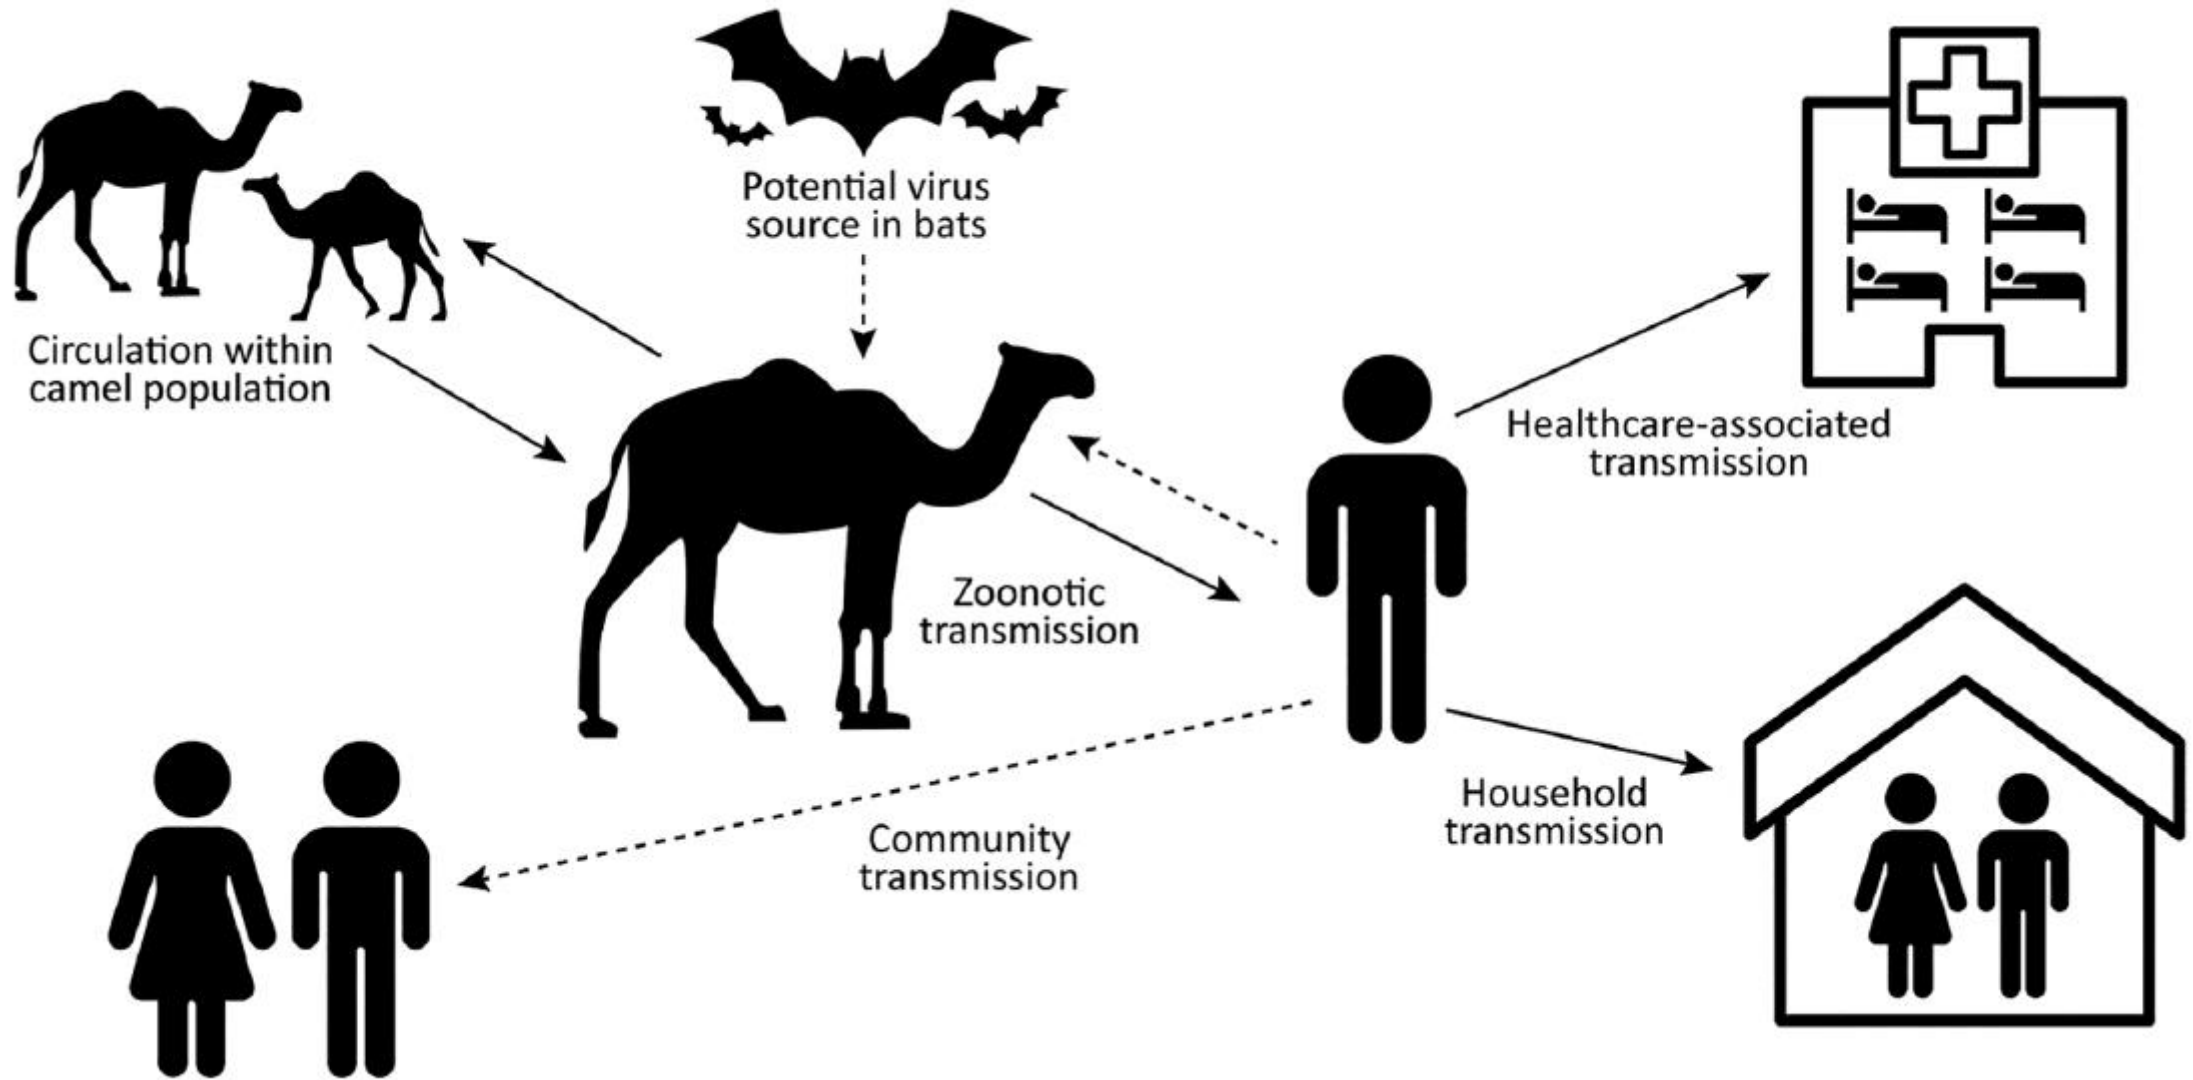 Potential virus
source in bats
Circulation within
camel population
Healthcare-associated
transmission
Zoonotic
transmission
Household
transmission
Community
transmission